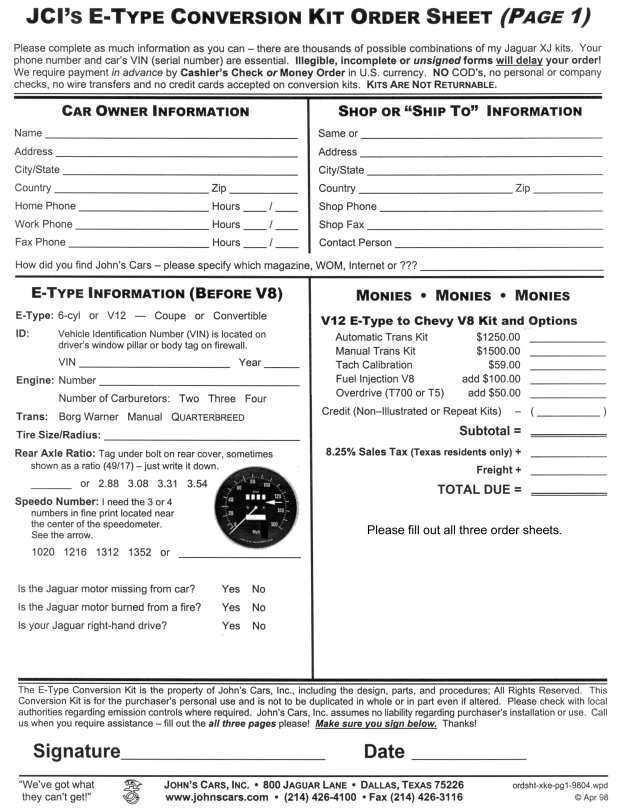 JCI's E-Type Conversion Kit Order Sheet (Page 1)
Please complete as much information as you can – there are thousands of possible combinations of my Jaguar XJ kits. Your
phone number and car's VIN (serial number) are essential. Illegible, incomplete or unsigned forms will delay your order!
We require payment in advance by Cashier's Check or Money Order in U.S. currency. NO COD's, no personal or company
checks, no wire transfers and no credit cards accepted on conversion kits. KITS ARE NOT RETURNABLE.
CAR OWNER INFORMATION
Name
Address
City/State
Country Zip
Home Phone Hours /
Work Phone Hours /
Fax Phone Hours /
SHOP OR "SHIP TO" INFORMATION
Same or
Address
City/State
Country Zip
Shop Phone
Shop Fax
Contact Person
How did you find John's Cars – please specify which magazine, WOM, Internet or ???
E-TYPE INFORMATION (BEFORE V8)
E-Type: 6-cyl or V12 — Coupe or Convertible
ID: Vehicle Identification Number (VIN) is located on
driver's window pillar or body tag on firewall.
VIN Year
Engine: Number
Number of Carburetors: Two Three Four
Trans: Borg Warner Manual QUARTERBREED
Tire Size/Radius:
Rear Axle Ratio: Tag under bolt on rear cover, sometimes
shown as a ratio (49/17) – just write it down.
or 2.88 3.08 3.31 3.54
Speedo Number: I need the 3 or 4
numbers in fine print located near
the center of the speedometer.
See the arrow.
1020 1216 1312 1352 or
Is the Jaguar motor missing from car? Yes No
Is the Jaguar motor burned from a fire? Yes No
Is your Jaguar right-hand drive? Yes No
MONIES • MONIES • MONIES
V12 E-Type to Chevy V8 Kit and Options
Automatic Trans Kit $1250.00
Manual Trans Kit $1500.00
Tach Calibration $59.00
Fuel Injection V8 add $100.00
Overdrive (T700 or T5) add $50.00
Credit (Non–Illustrated or Repeat Kits) – ( )
Subtotal =
8.25% Sales Tax (Texas residents only) +
Freight +
TOTAL DUE =
Please fill out all three order sheets.
The E-Type Conversion Kit is the property of John's Cars, Inc., including the design, parts, and procedures; All Rights Reserved. This
Conversion Kit is for the purchaser's personal use and is not to be duplicated in whole or in part even if altered. Please check with local
authorities regarding emission controls where required. John's Cars, Inc. assumes no liability regarding purchaser's installation or use. Call
us when you require assistance – fill out the all three pages please! Make sure you sign below. Thanks!
Signature Date
"We've got what
they can't get!"
JOHN'S CARS, INC. • 800 JAGUAR LANE • DALLAS, TEXAS 75226
www.johnscars.com • (214) 426-4100 • Fax (214) 426-3116
ordsht-xke-pg1-9804.wpd
© Apr 98